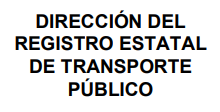 DIRECCIÓN DEL
REGISTRO ESTATAL
DE TRANSPORTE
PÚBLICO